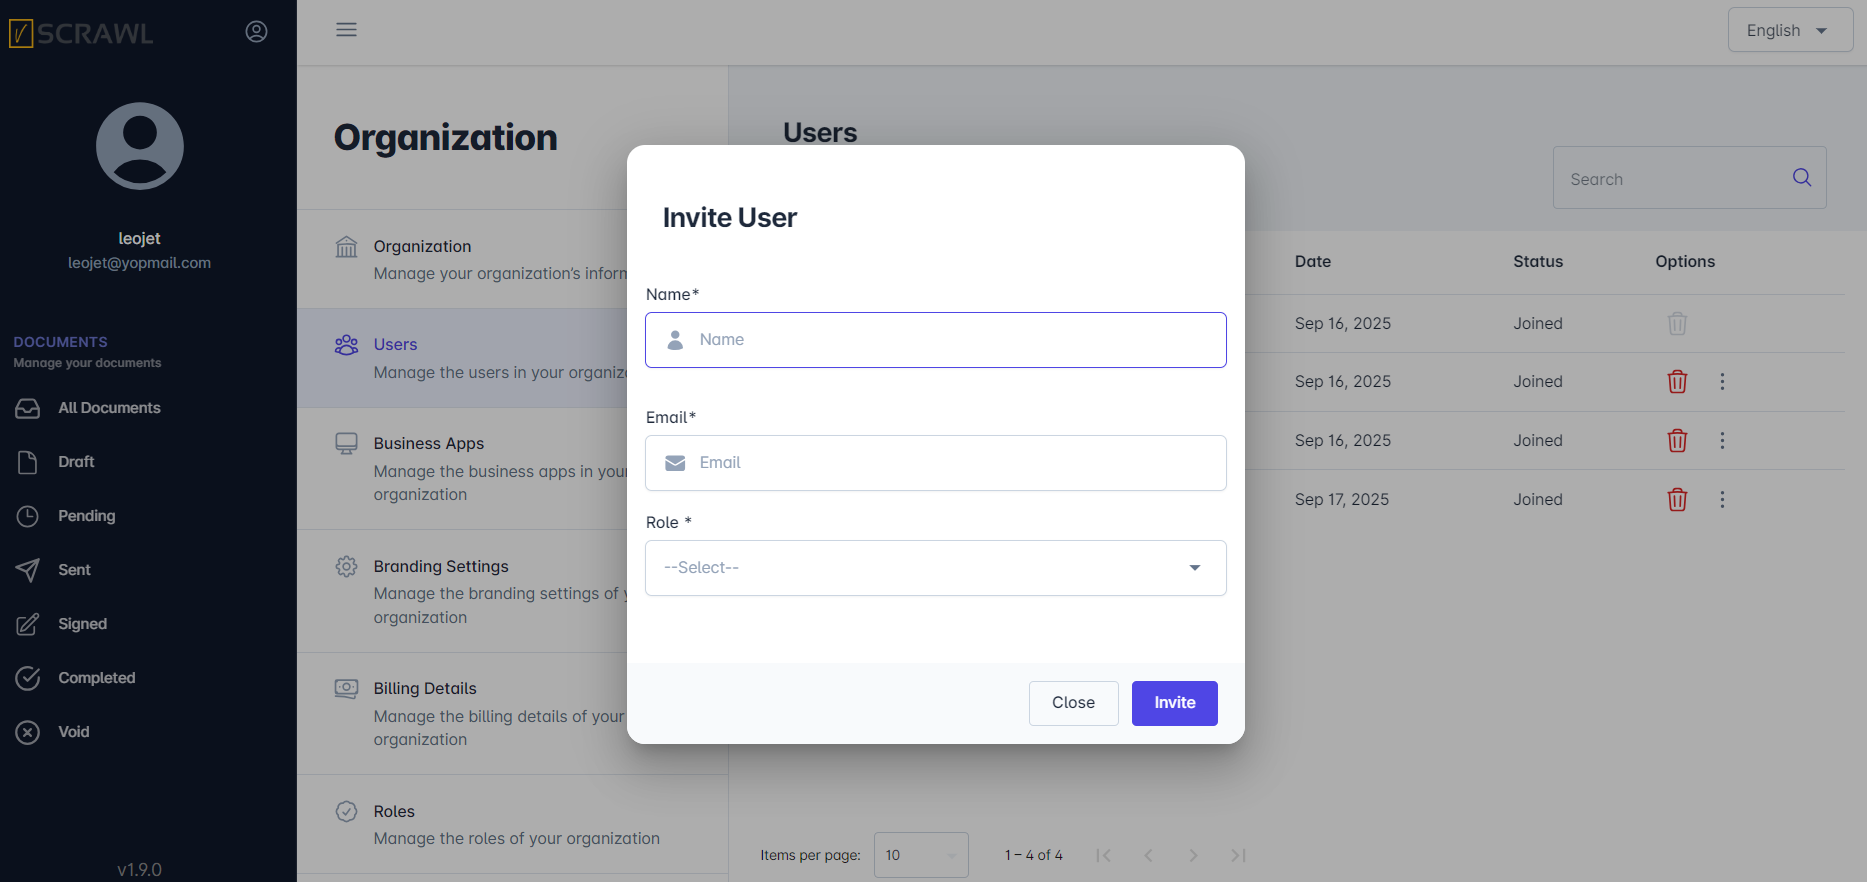 SCRAWL
English
leojet
leojet@yopmail.com
DOCUMENTS
Manage your documents
All Documents
Draft
Pending
Sent
Signed
Completed
Void
v1.9.0
Organization
Organization
Manage your organization's inform
Users
Manage the users in your organiz
Business Apps
Manage the business apps in your
organization
Branding Settings
Manage the branding settings of y
organization
Billing Details
Manage the billing details of your
organization
Roles
Manage the roles of your organization
Users
Search
Date Status Options
Sep 16, 2025 Joined
Sep 16, 2025 Joined
Sep 16, 2025 Joined
Sep 17, 2025 Joined
Items per page: 10 1 – 4 of 4
Invite User
Name*
Name
Email*
Email
Role *
--Select--
Close Invite